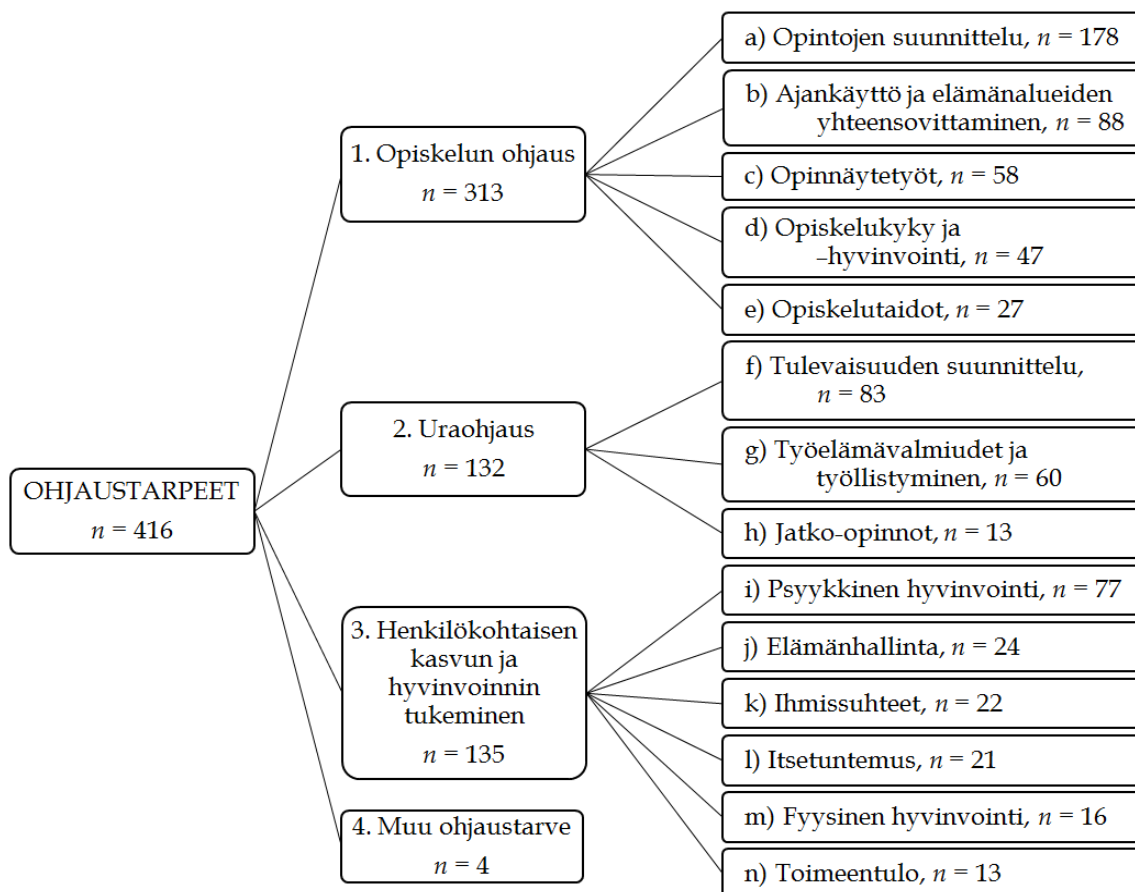 OHJAUSTARPEET
n = 416
1. Opiskelun ohjaus
n = 313
a) Opintojen suunnittelu, n = 178
b) Ajankäyttö ja elämänalueiden
yhteensovittaminen, n = 88
c) Opinnäytetyöt, n = 58
d) Opiskelukyky ja
–hyvinvointi, n = 47
e) Opiskelutaidot, n = 27
2. Uraohjaus
n = 132
f) Tulevaisuuden suunnittelu,
n = 83
g) Työelämävalmiudet ja
työllistyminen, n = 60
h) Jatko-opinnot, n = 13
3. Henkilökohtaisen
kasvun ja
hyvinvoinnin
tukeminen
n = 135
i) Psyykkinen hyvinvointi, n = 77
j) Elämänhallinta, n = 24
k) Ihmissuhteet, n = 22
l) Itsetuntemus, n = 21
m) Fyysinen hyvinvointi, n = 16
n) Toimeentulo, n = 13
4. Muu ohjaustarve
n = 4